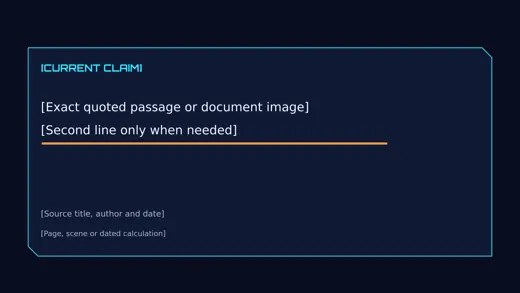 [CURRENT CLAIM]
[Exact quoted passage or document image]
[Second line only when needed]
[Source title, author and date]
[Page, scene or dated calculation]